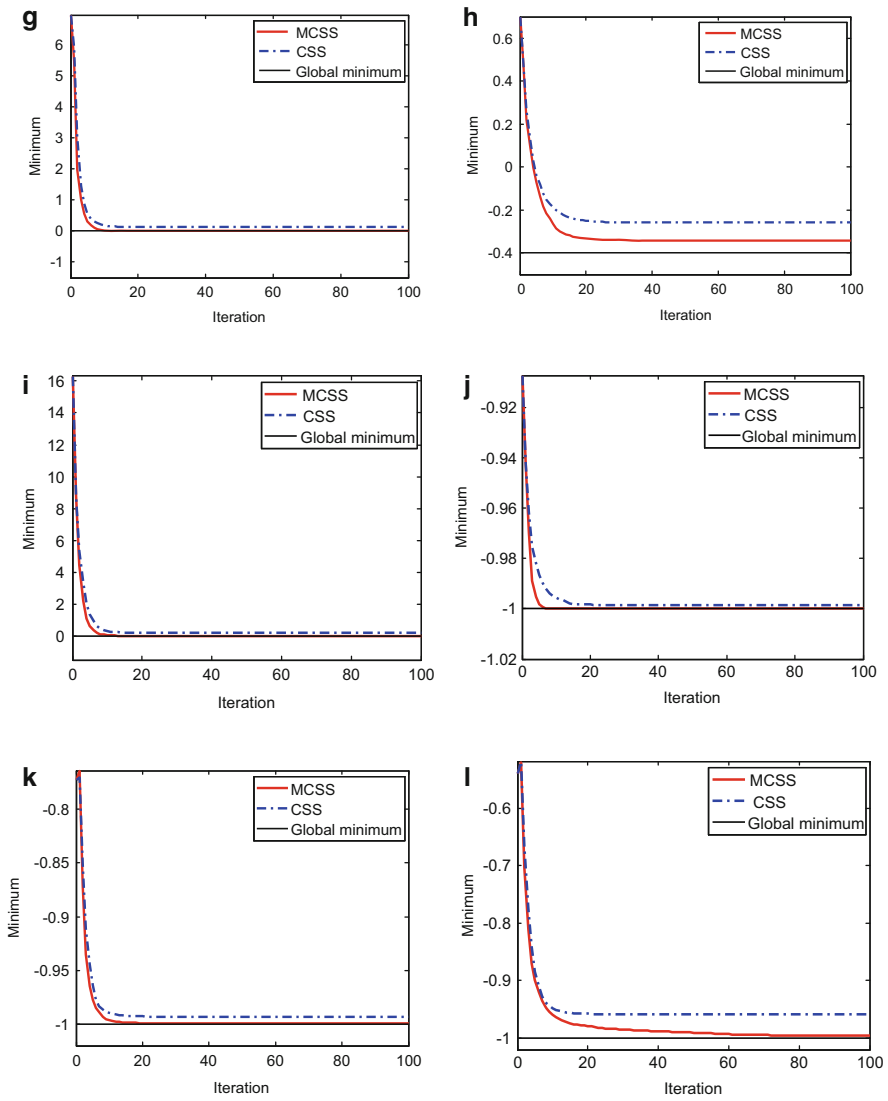 g
MCSS
CSS
Global minimum
6
5
4
3
2
1
0
-1
0
20
40
60
80
100
Minimum
Iteration
h
MCSS
CSS
Global minimum
0.6
0.4
0.2
0
-0.2
-0.4
0
20
40
60
80
100
Minimum
Iteration
i
MCSS
CSS
Global minimum
16
14
12
10
8
6
4
2
0
0
20
40
60
80
100
Minimum
Iteration
j
MCSS
CSS
Global minimum
-0.92
-0.94
-0.96
-0.98
-1
-1.02
0
20
40
60
80
100
Minimum
Iteration
k
MCSS
CSS
Global minimum
-0.8
-0.85
-0.9
-0.95
-1
0
20
40
60
80
100
Minimum
Iteration
l
MCSS
CSS
Global minimum
-0.6
-0.7
-0.8
-0.9
-1
0
20
40
60
80
100
Minimum
Iteration